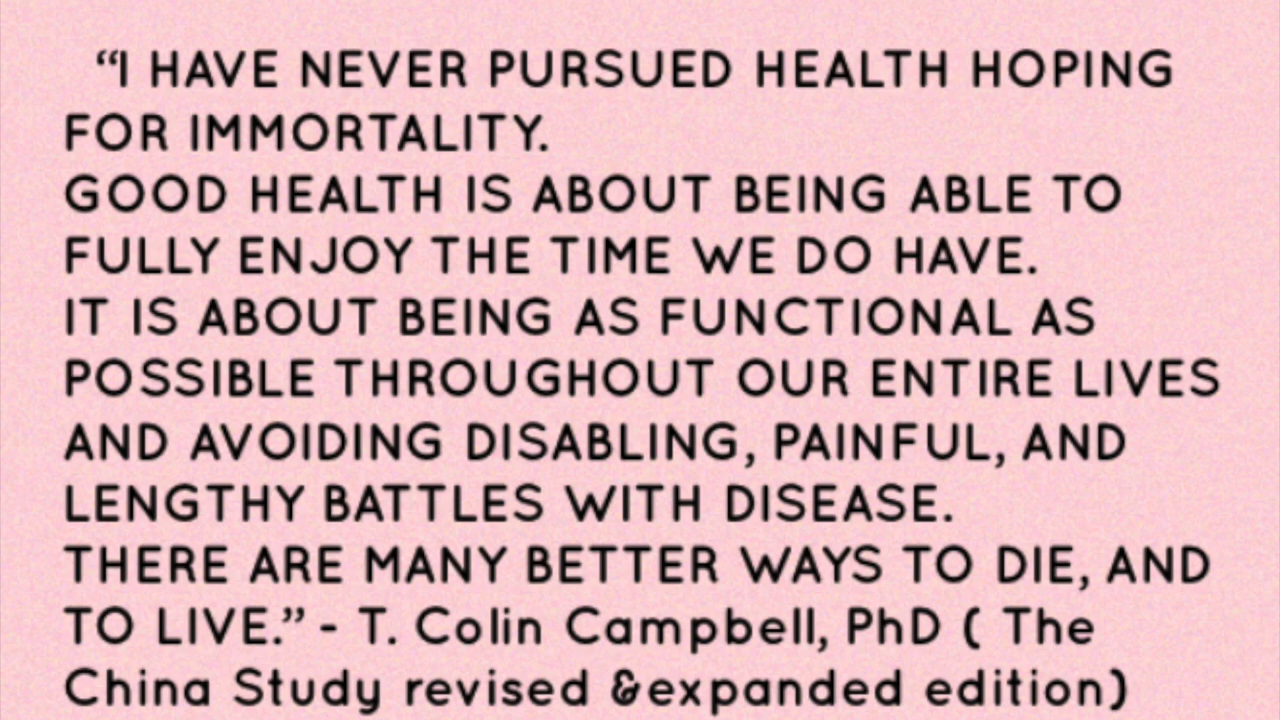 “I HAVE NEVER PURSUED HEALTH HOPING
FOR IMMORTALITY.
GOOD HEALTH IS ABOUT BEING ABLE TO
FULLY ENJOY THE TIME WE DO HAVE.
IT IS ABOUT BEING AS FUNCTIONAL AS
POSSIBLE THROUGHOUT OUR ENTIRE LIVES
AND AVOIDING DISABLING, PAINFUL, AND
LENGTHY BATTLES WITH DISEASE.
THERE ARE MANY BETTER WAYS TO DIE, AND
TO LIVE.” - T. Colin Campbell, PhD ( The
China Study revised &expanded edition)